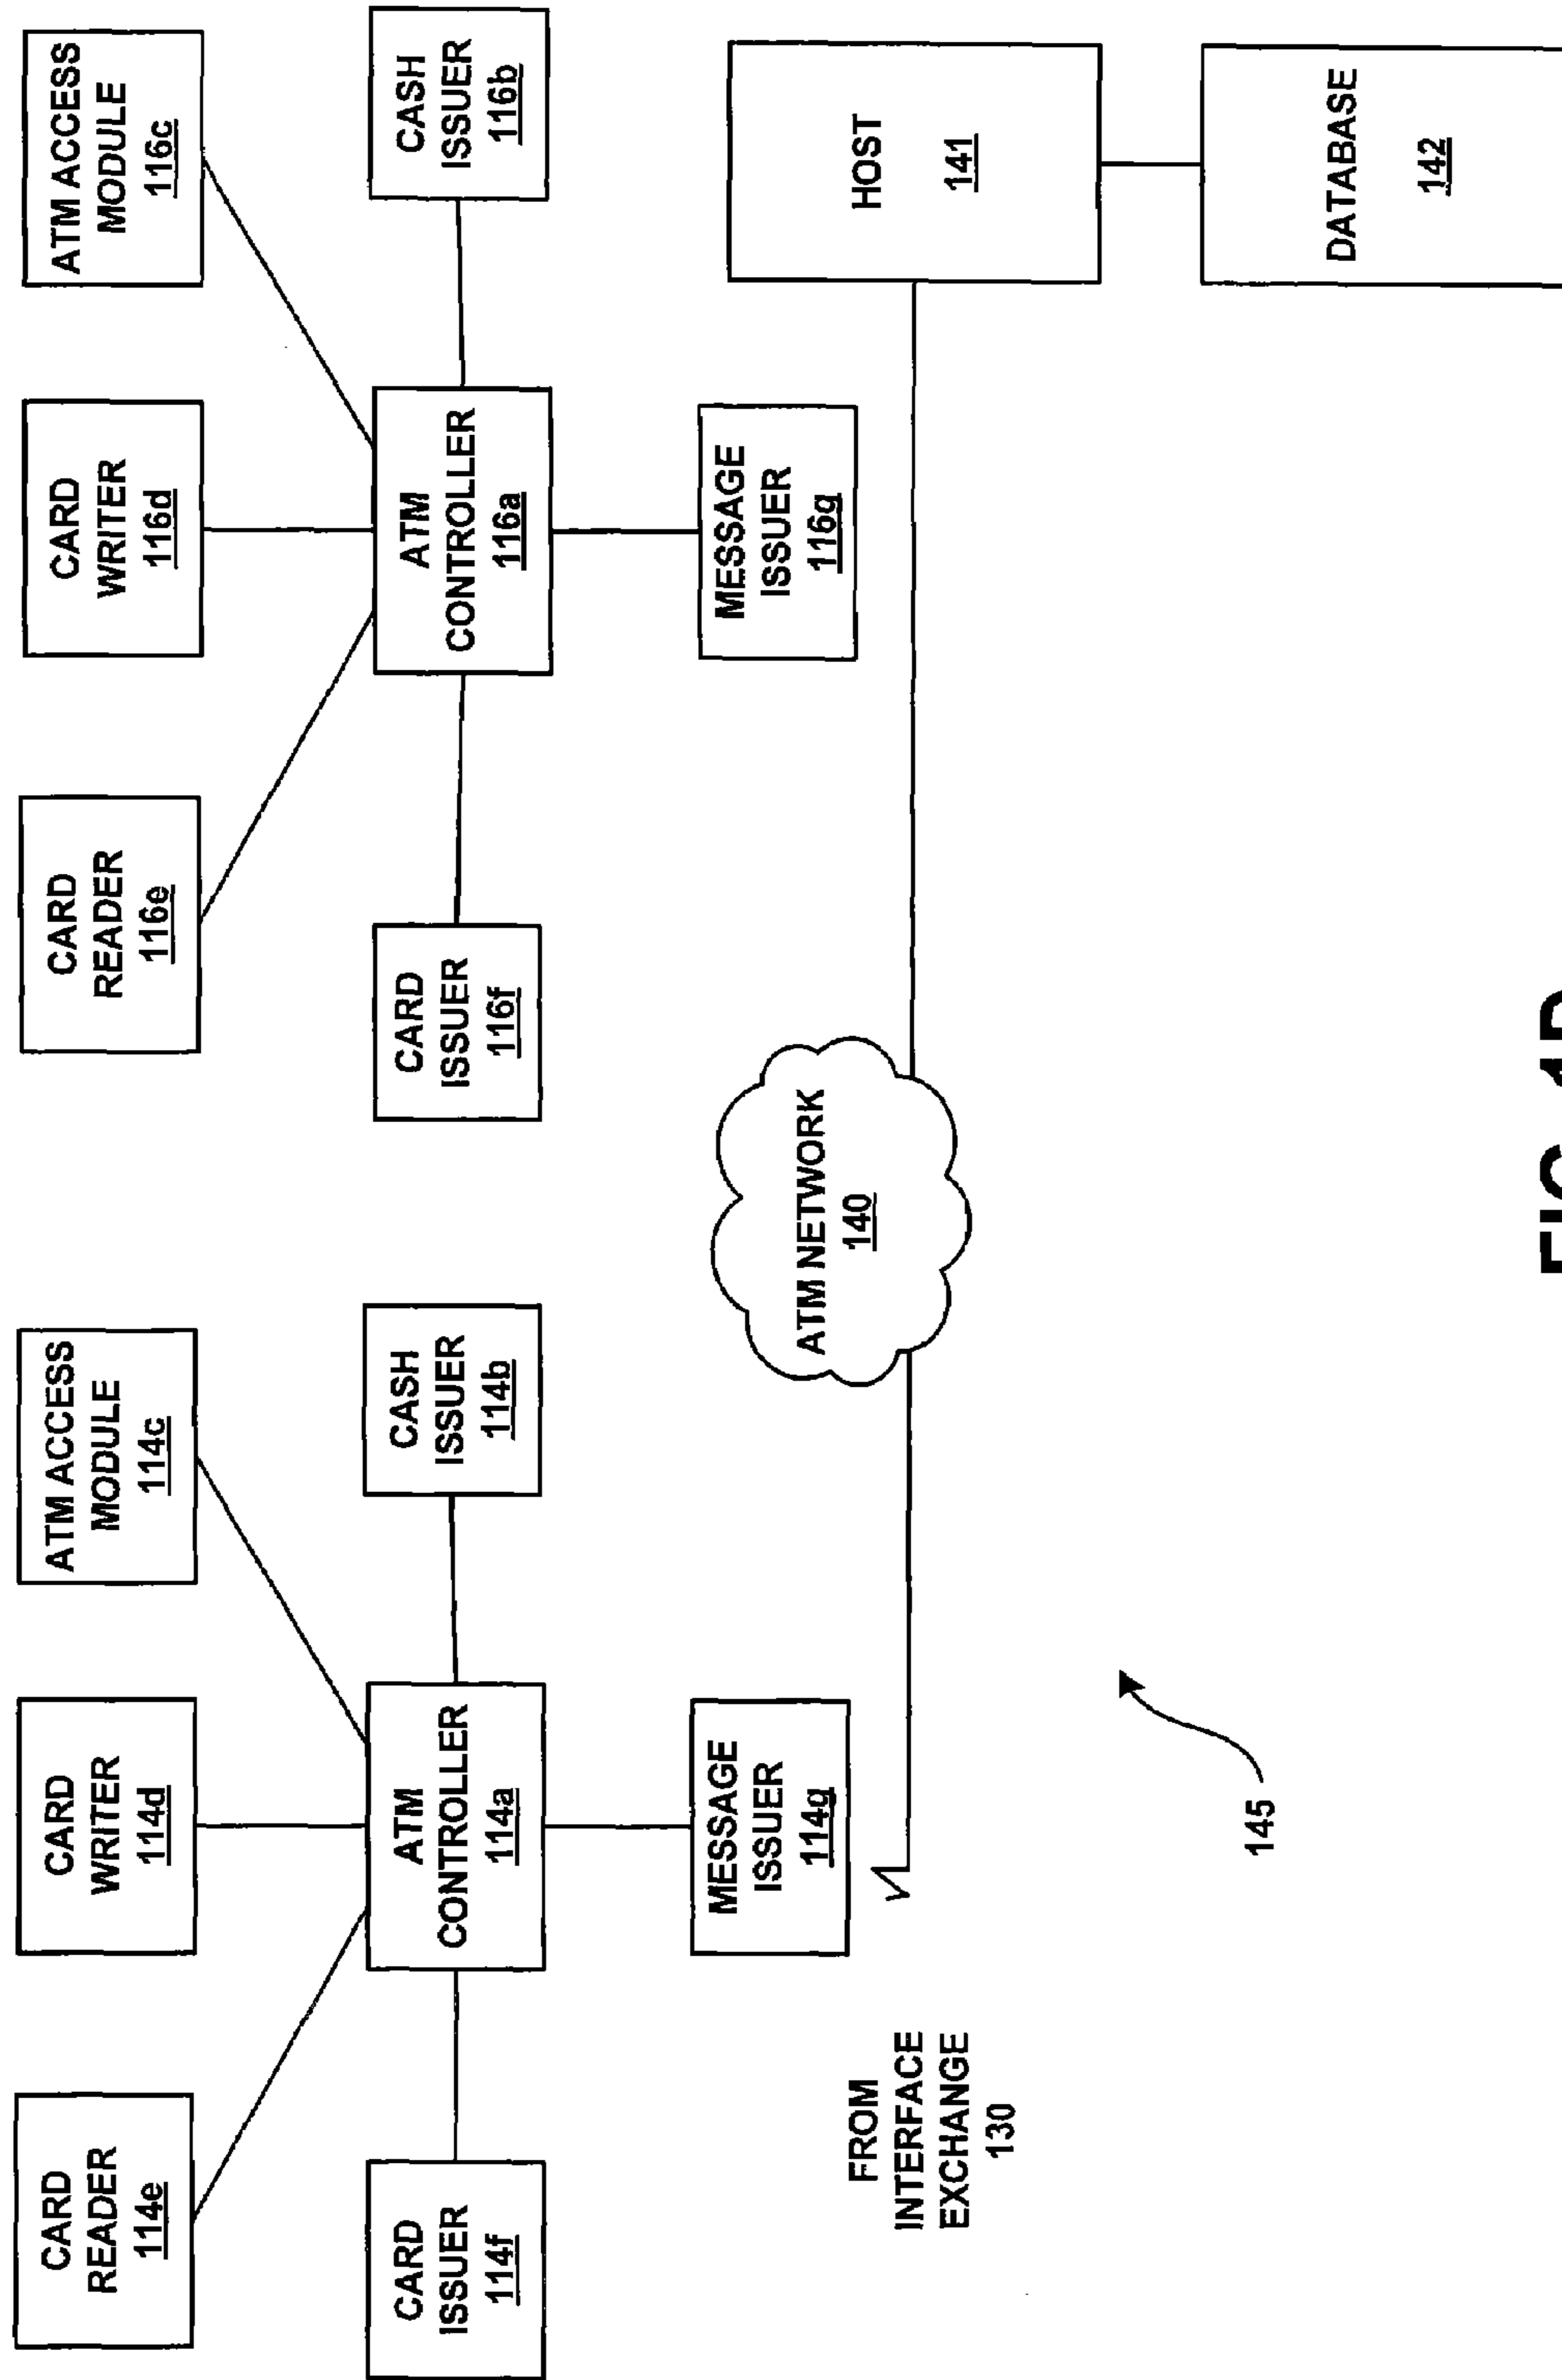 CARD
READER
114e
CARD
WRITER
114d
ATM ACCESS
MODULE
114c
CARD
READER
116e
CARD
WRITER
116d
ATM ACCESS
MODULE
116c
CARD
ISSUER
114f
ATM
CONTROLLER
114a
CASH
ISSUER
114b
CARD
ISSUER
116f
ATM
CONTROLLER
116a
CASH
ISSUER
116b
MESSAGE
ISSUER
114g
MESSAGE
ISSUER
116g
FROM
INTERFACE
EXCHANGE
130
ATM NETWORK
140
HOST
141
145
DATABASE
142
FIG